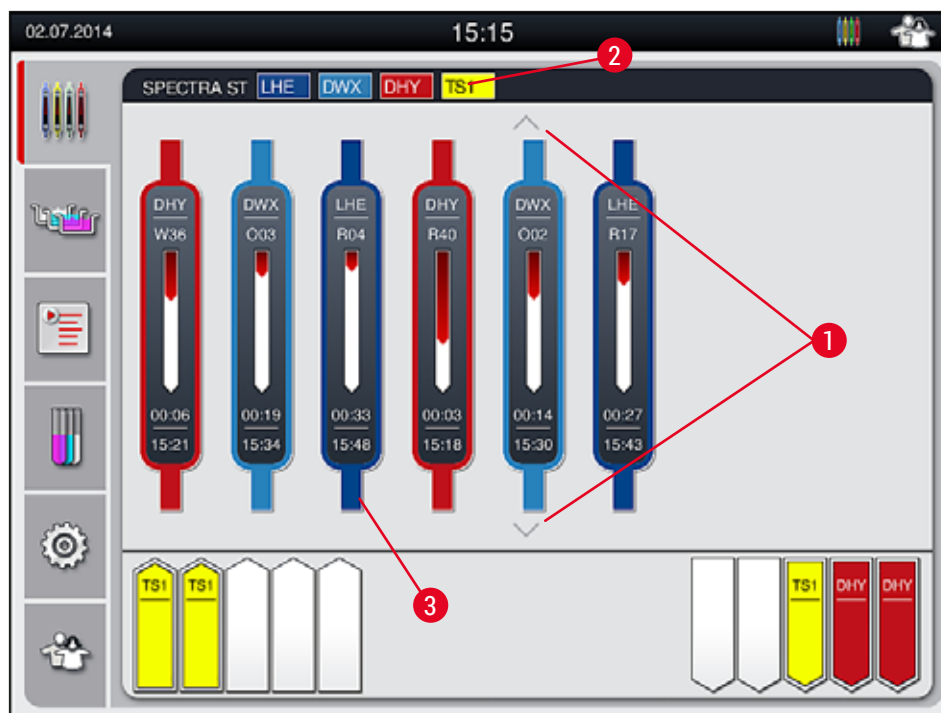 02.07.2014 15:15
SPECTRA ST LHE DWX DHY TS1
2
DHY DWX LHE DHY DWX LHE
W36 O03 R04 R40 O02 R17
1
00:06 00:19 00:33 00:03 00:14 00:27
15:21 15:34 15:48 15:18 15:30 15:43
3
TS1 TS1 TS1 DHY DHY